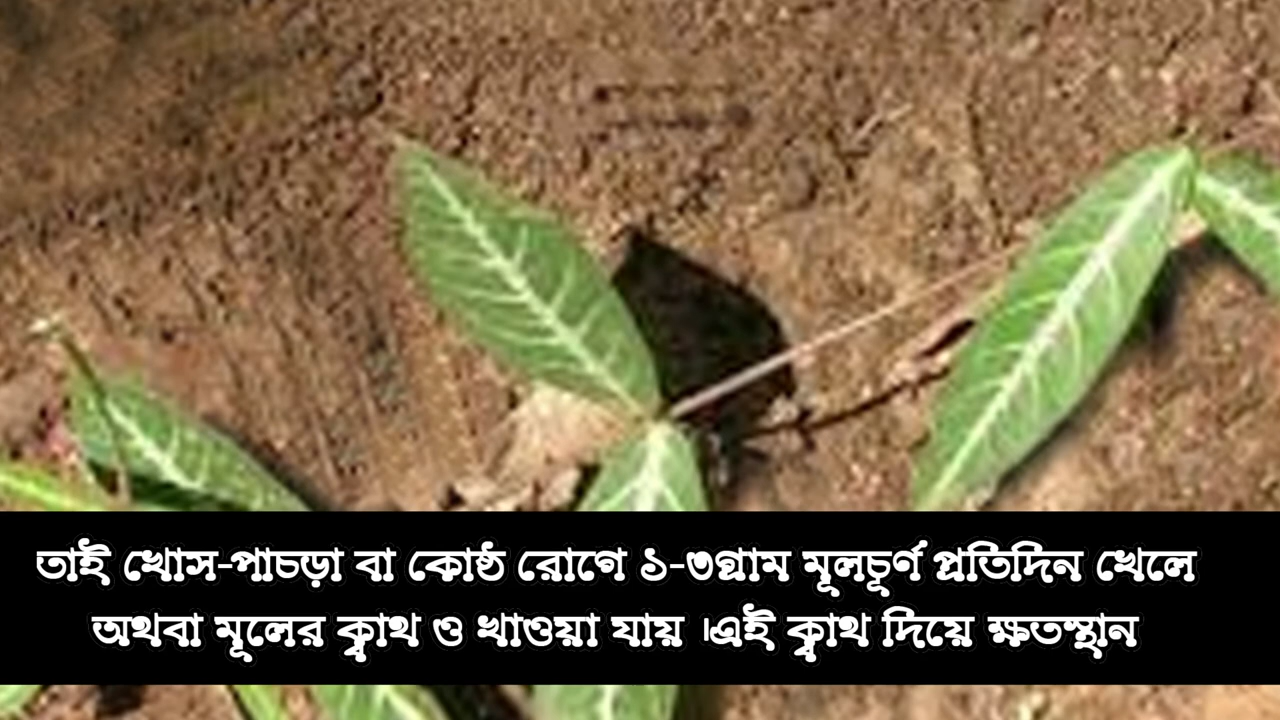 তাই খোস-পাচড়া বা কোষ্ঠ রোগে ১-৩গ্রাম মূলচূর্ণ প্রতিদিন খেলে
অথবা মূলের ক্বাথ ও খাওয়া যায় ।এই ক্বাথ দিয়ে ক্ষতস্থান